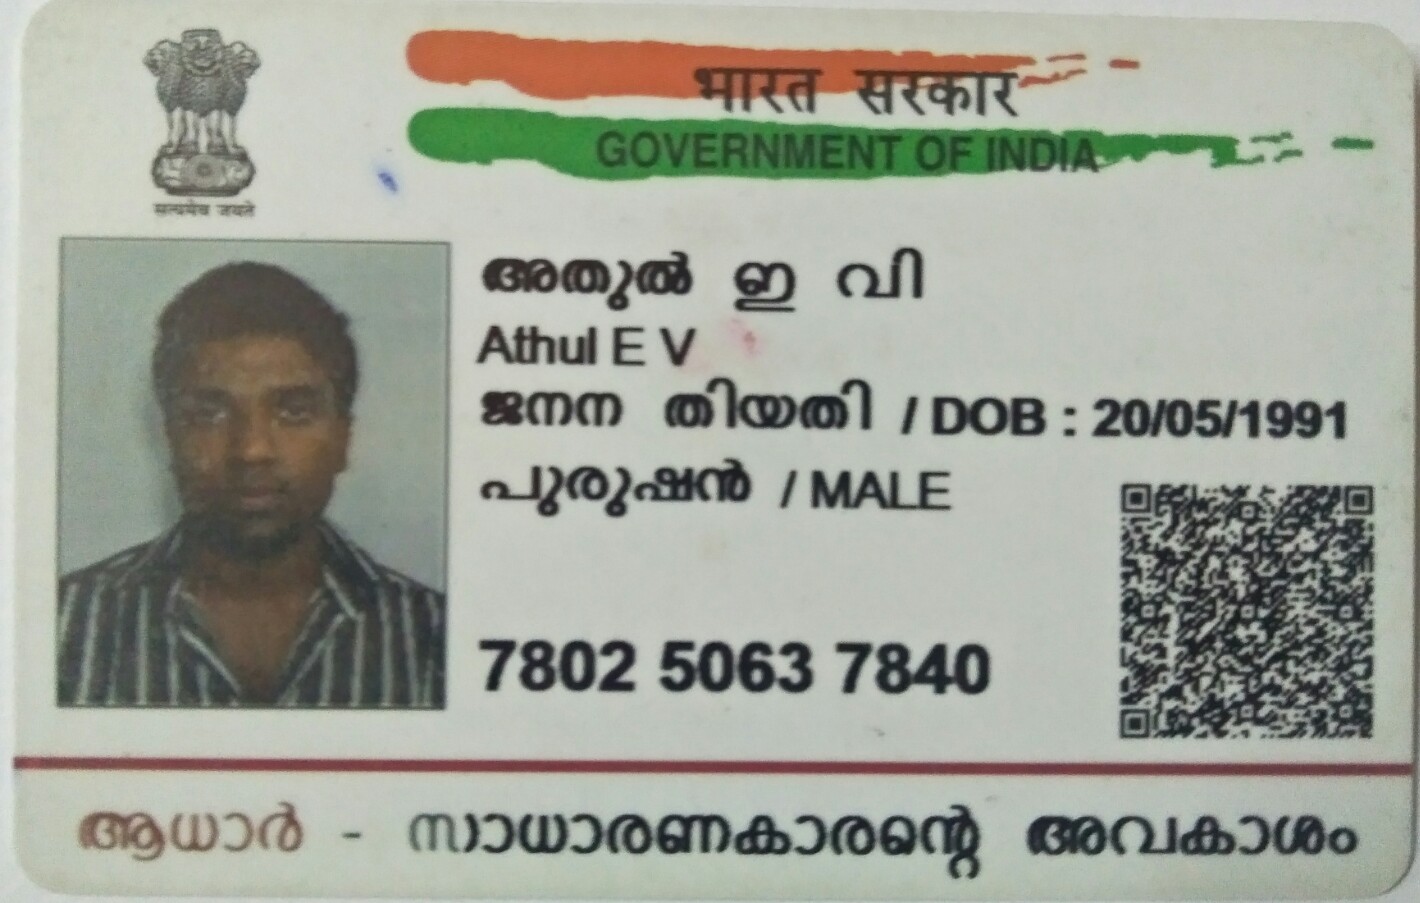 भारत सरकार
GOVERNMENT OF INDIA
सत्यमेव जयते
അതുൽ ഇ വി
Athul E V
ജനന തിയതി / DOB : 20/05/1991
പുരുഷൻ / MALE
7802 5063 7840
ആധാർ - സാധാരണകാരന്റെ അവകാശം